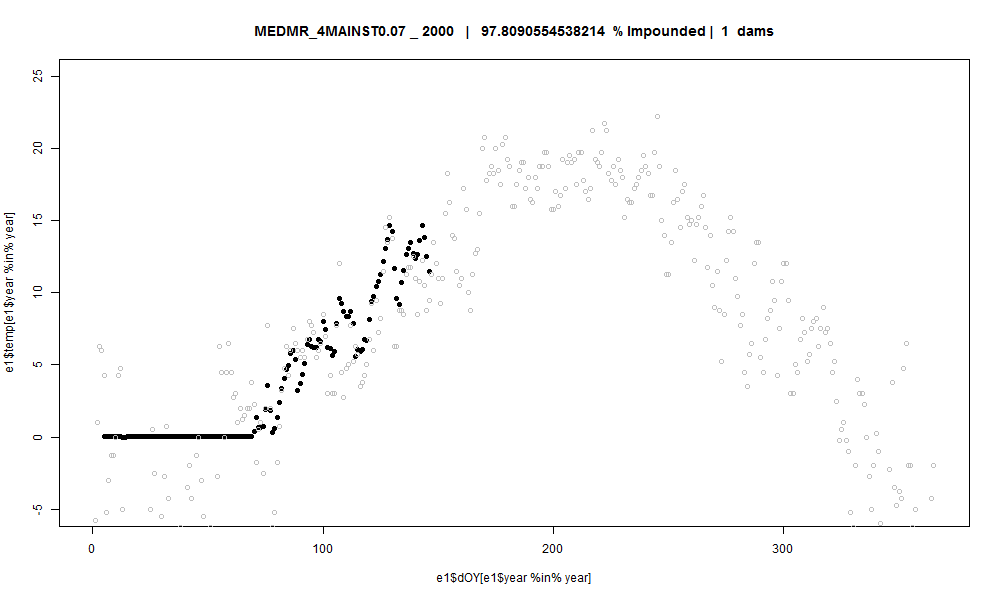 MEDMR_4MAINST0.07 _ 2000 | 97.8090554538214 % Impounded | 1 dams
25
20
15
10
5
0
-5
e1$temp[e1$year %in% year]
0 100 200 300
e1$dOY[e1$year %in% year]